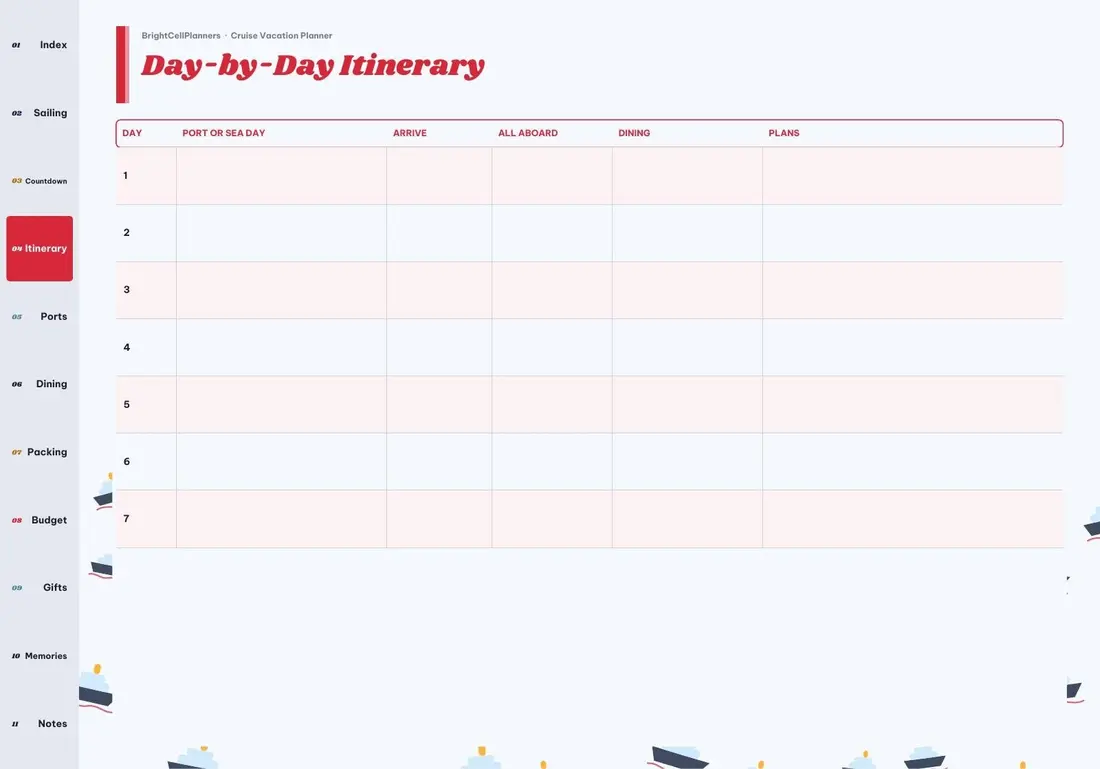 01 Index
02 Sailing
03 Countdown
04 Itinerary
05 Ports
06 Dining
07 Packing
08 Budget
09 Gifts
10 Memories
11 Notes
BrightCellPlanners · Cruise Vacation Planner
Day-by-Day Itinerary
DAY PORT OR SEA DAY ARRIVE ALL ABOARD DINING PLANS
1
2
3
4
5
6
7